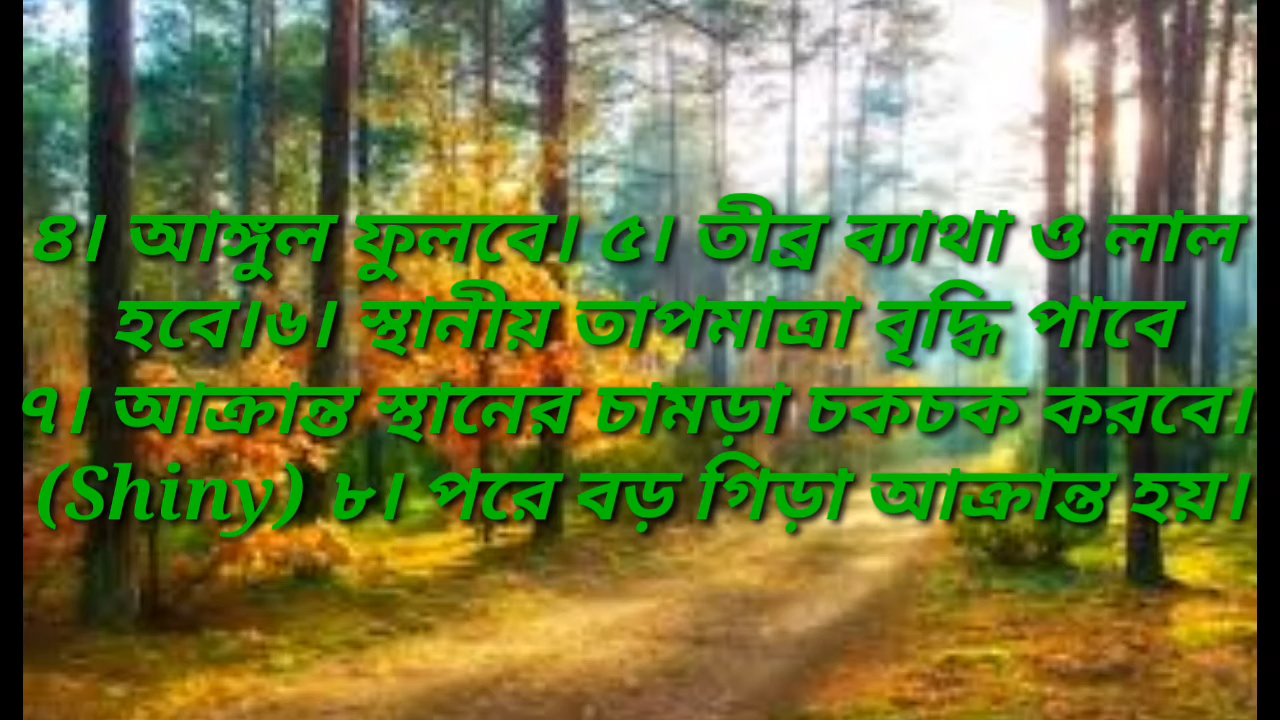 ৪। আঙ্গুল ফুলবে। ৫। তীব্র ব্যাথা ও লাল
হবে।৬। স্থানীয় তাপমাত্রা বৃদ্ধি পাবে
৭। আক্রান্ত স্থানের চামড়া চকচক করবে।
(Shiny) ৮। পরে বড় গিড়া আক্রান্ত হয়।